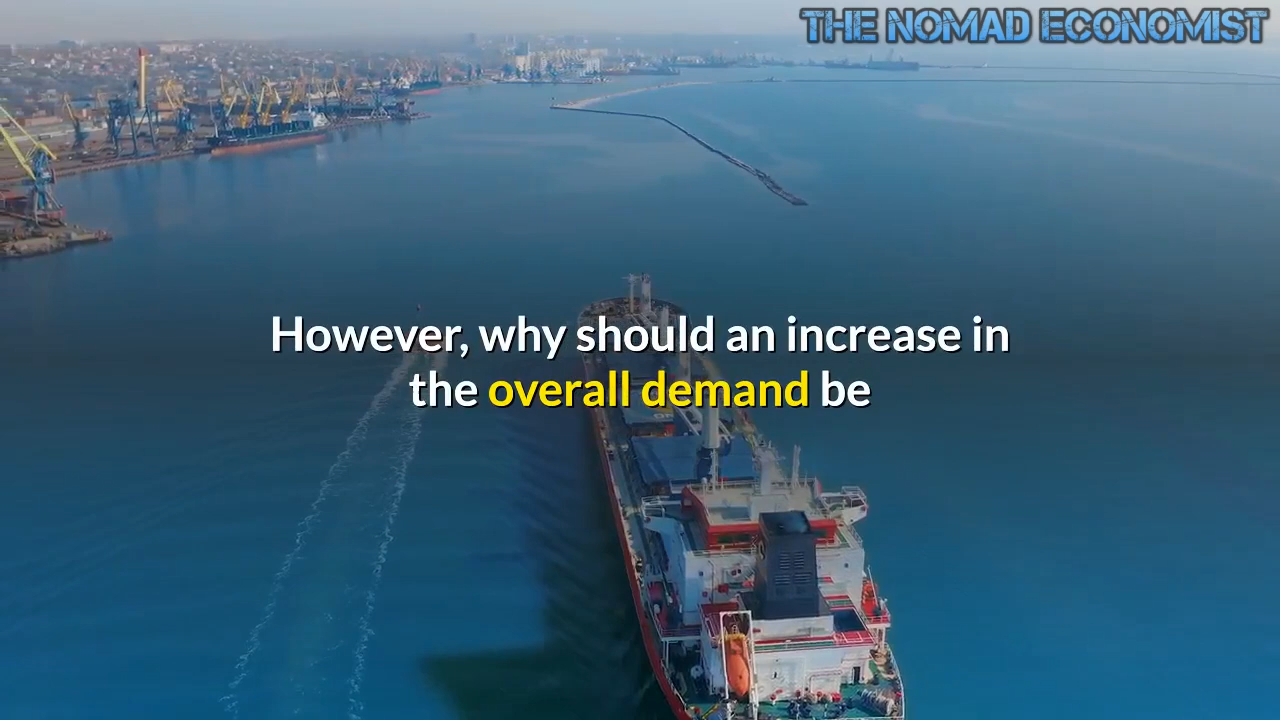 THE NOMAD ECONOMIST
However, why should an increase in
the overall demand be